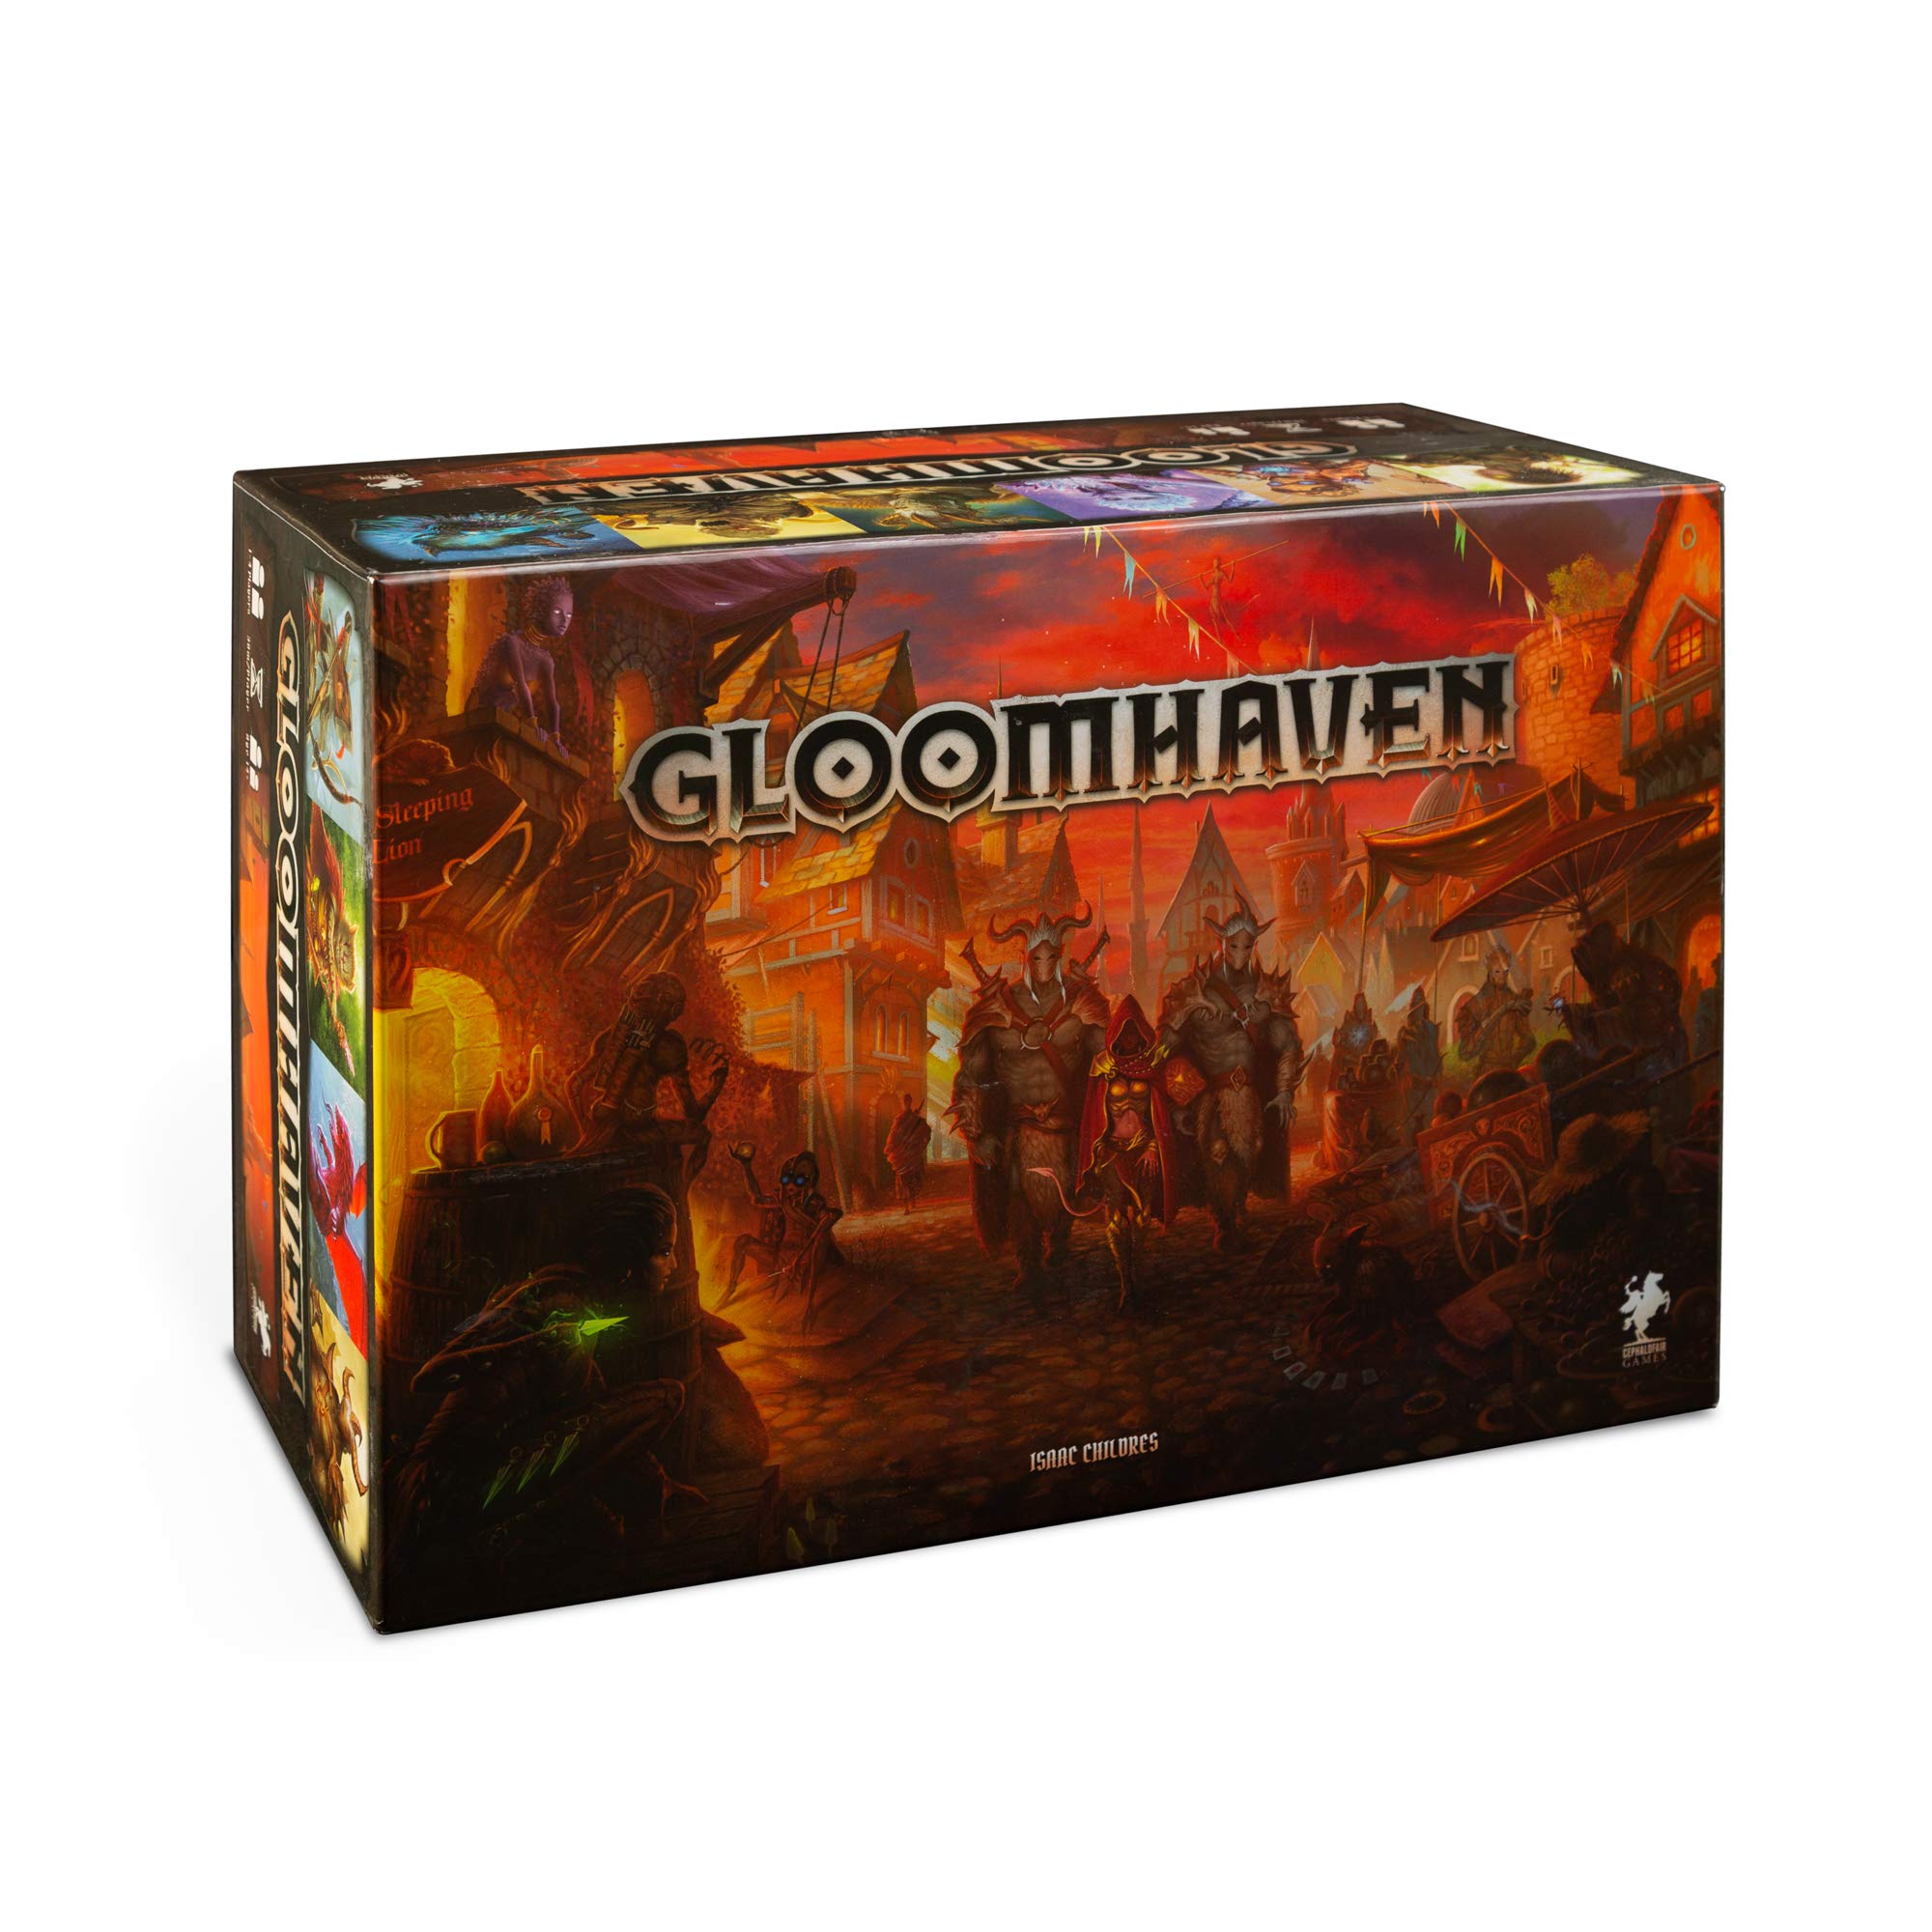 GLOOMHAVEN
GLOOMHAVEN
GLOOMHAVEN
Sleeping
Lion
CEPHALOFAIR
GAMES
ISAAC CHILDRES